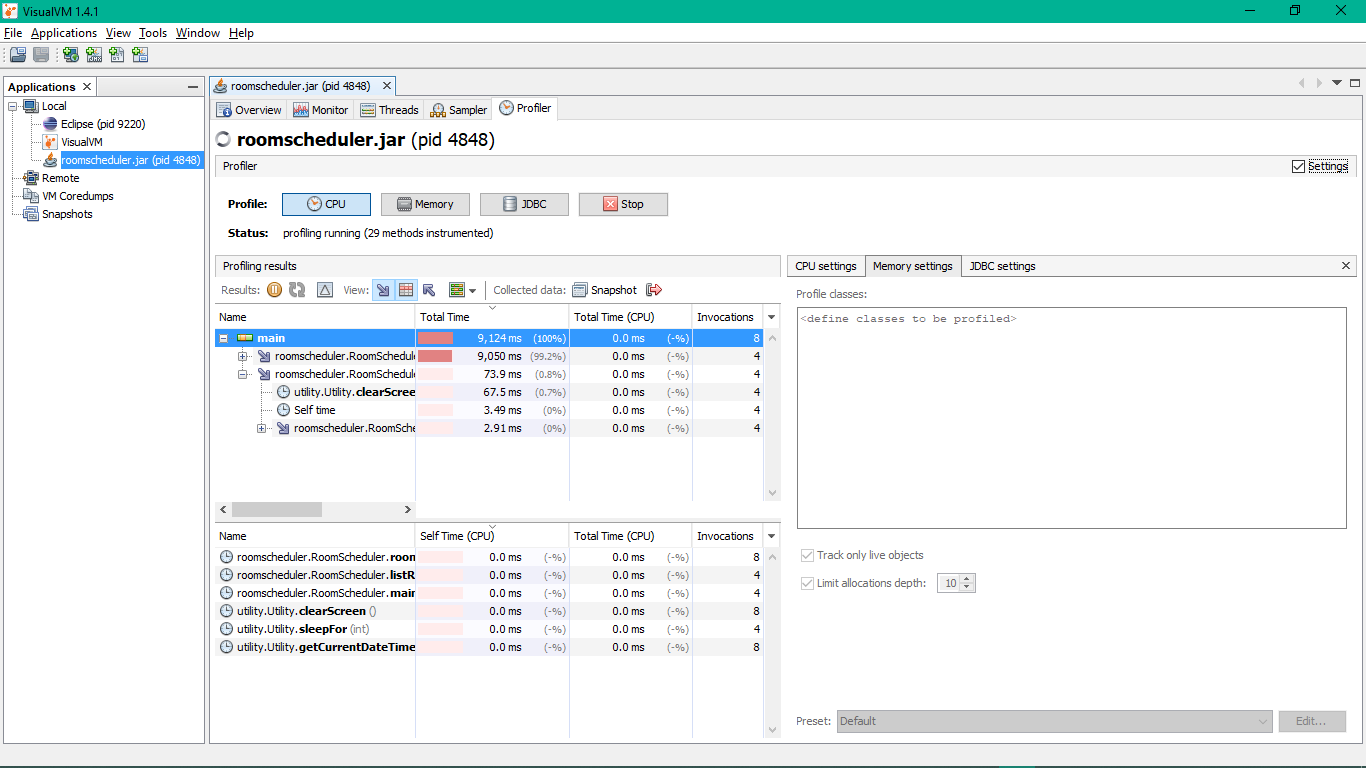 VisualVM 1.4.1
File Applications View Tools Window Help
Applications
Local
Eclipse (pid 9220)
VisualVM
roomscheduler.jar (pid 4848)
Remote
VM Coredumps
Snapshots
roomscheduler.jar (pid 4848)
Overview Monitor Threads Sampler Profiler
roomscheduler.jar (pid 4848)
Profiler Settings
Profile: CPU Memory JDBC Stop
Status: profiling running (29 methods instrumented)
Profiling results
Results: View: Collected data: Snapshot
Name Total Time Total Time (CPU) Invocations
main 9,124 ms (100%) 0.0 ms (-%) 8
roomscheduler.RoomSchedul 9,050 ms (99.2%) 0.0 ms (-%) 4
roomscheduler.RoomSchedul 73.9 ms (0.8%) 0.0 ms (-%) 4
utility.Utility.clearScree 67.5 ms (0.7%) 0.0 ms (-%) 4
Self time 3.49 ms (0%) 0.0 ms (-%) 4
roomscheduler.RoomSche 2.91 ms (0%) 0.0 ms (-%) 4
Name Self Time (CPU) Total Time (CPU) Invocations
roomscheduler.RoomScheduler.room 0.0 ms (-%) 0.0 ms (-%) 8
roomscheduler.RoomScheduler.listR 0.0 ms (-%) 0.0 ms (-%) 4
roomscheduler.RoomScheduler.main 0.0 ms (-%) 0.0 ms (-%) 4
utility.Utility.clearScreen () 0.0 ms (-%) 0.0 ms (-%) 8
utility.Utility.sleepFor (int) 0.0 ms (-%) 0.0 ms (-%) 4
utility.Utility.getCurrentDateTime 0.0 ms (-%) 0.0 ms (-%) 8
CPU settings Memory settings JDBC settings
Profile classes:
<define classes to be profiled>
Track only live objects
Limit allocations depth: 10
Preset: Default Edit...